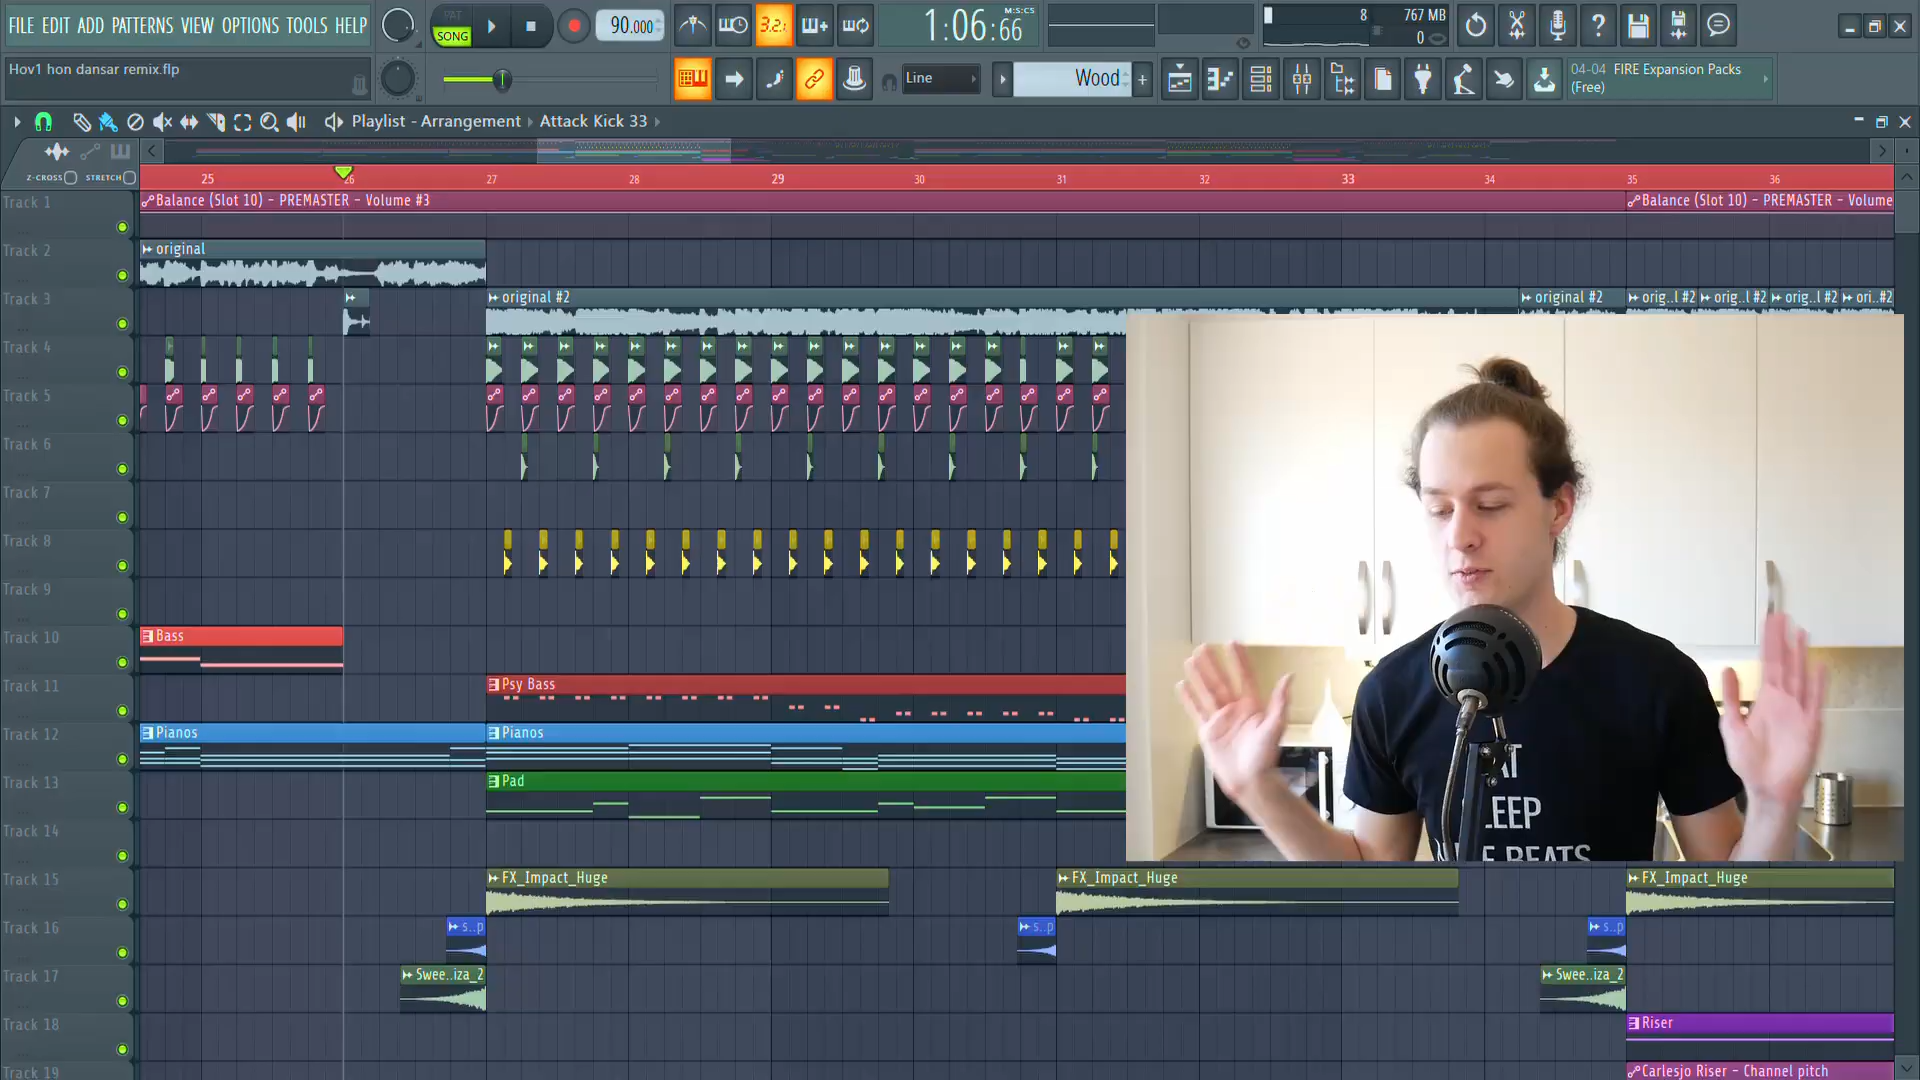 FILE EDIT ADD PATTERNS VIEW OPTIONS TOOLS HELP
PAT
SONG
90.000
3.2.
1:06:66
M:S:CS
8
767 MB
0
Hov1 hon dansar remix.flp
Line
Wood
04-04 FIRE Expansion Packs
(Free)
Playlist - Arrangement
Attack Kick 33
Z-CROSS
STRETCH
25 26 27 28 29 30 31 32 33 34 35 36
Track 1
Balance (Slot 10) - PREMASTER - Volume #3
Balance (Slot 10) - PREMASTER - Volume
Track 2
original
Track 3
original #2
original #2
orig..l #2
orig..l #2
orig..l #2
ori..#2
Track 4
Track 5
Track 6
Track 7
Track 8
Track 9
Track 10
Bass
Track 11
Psy Bass
Track 12
Pianos
Pianos
Track 13
Pad
Track 14
Track 15
FX_Impact_Huge
FX_Impact_Huge
FX_Impact_Huge
Track 16
s..p
s..p
s..p
Track 17
Swee..iza_2
Swee..iza_2
Track 18
Riser
Track 19
Carlesjo Riser - Channel pitch
BEATS